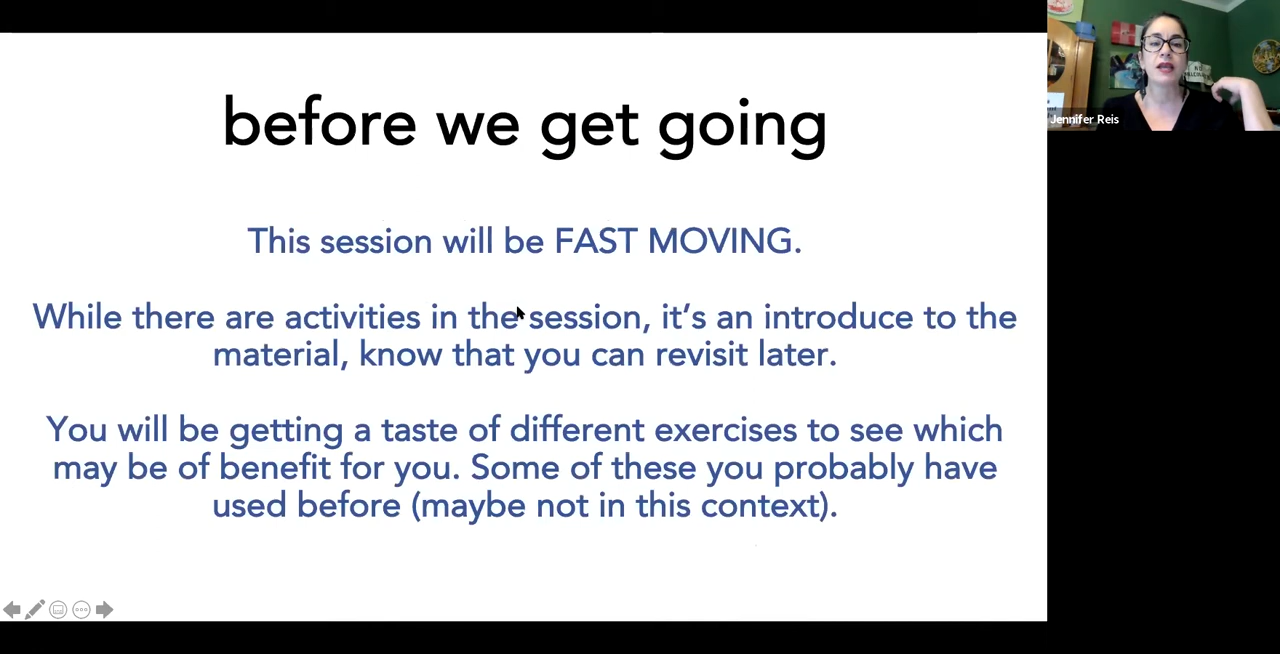 before we get going
This session will be FAST MOVING.
While there are activities in the session, it's an introduce to the
material, know that you can revisit later.
You will be getting a taste of different exercises to see which
may be of benefit for you. Some of these you probably have
used before (maybe not in this context).
Jennifer Reis